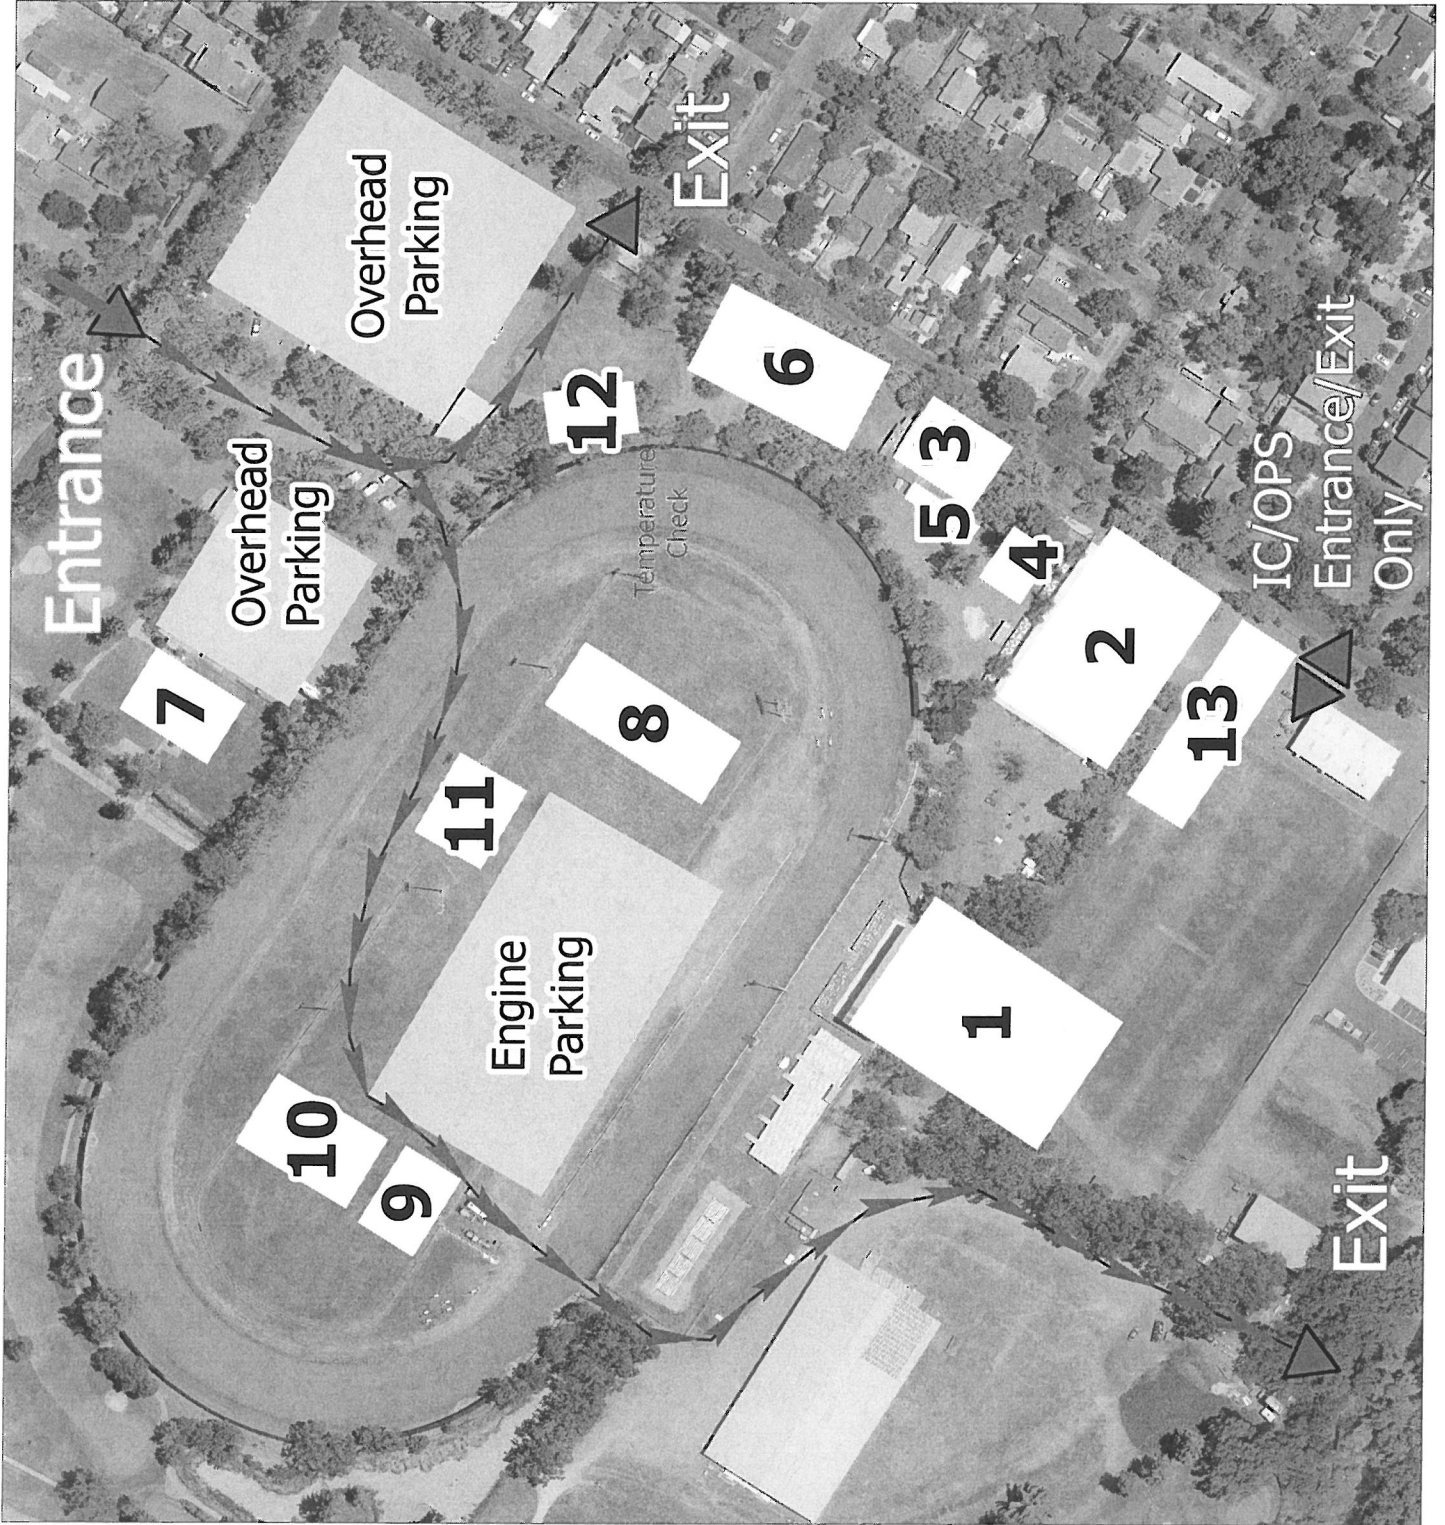 Entrance
7
Overhead
Parking
10
Overhead
Parking
9
11
Engine
Parking
12
8
Temperature
Check
Exit
6
5
3
1
4
2
13
IC/OPS
Entrance/Exit
Only
Exit